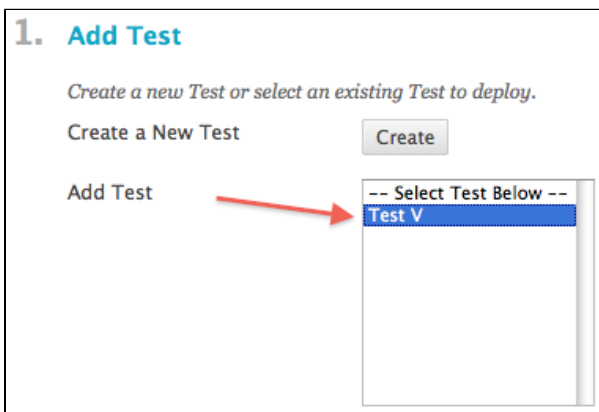 1. Add Test
Create a new Test or select an existing Test to deploy.
Create a New Test Create
Add Test -- Select Test Below --
Test V